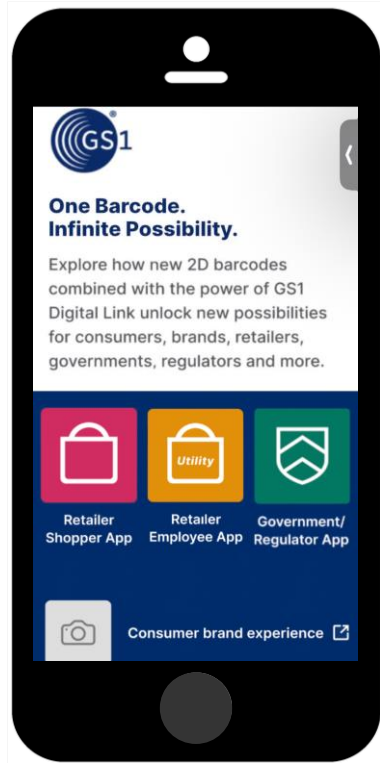 GS1
One Barcode.
Infinite Possibility.
Explore how new 2D barcodes
combined with the power of GS1
Digital Link unlock new possibilities
for consumers, brands, retailers,
governments, regulators and more.
Utility
Retailer
Shopper App
Retailer
Employee App
Government/
Regulator App
Consumer brand experience